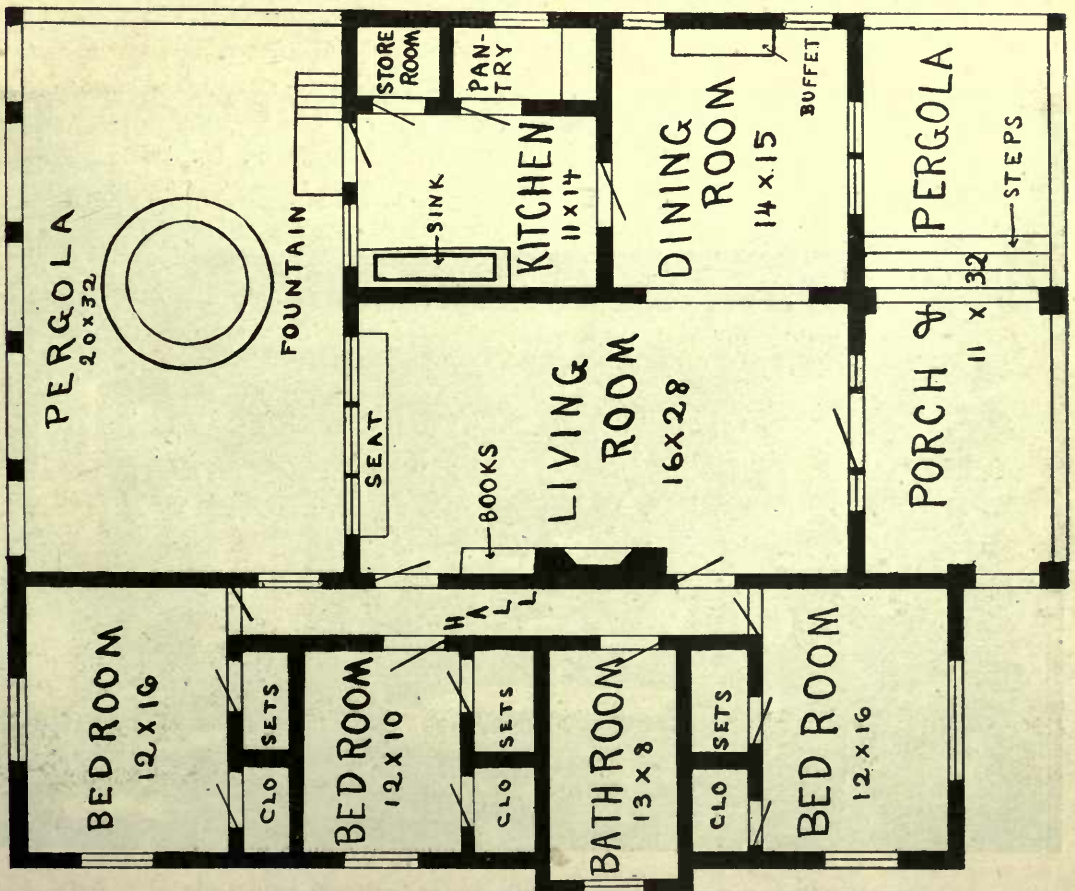 PERGOLA
20 x 32
FOUNTAIN
STORE
ROOM
PAN-
TRY
KITCHEN
11 x 14
SINK
DINING
ROOM
14 x 15
BUFFET
PERGOLA
STEPS
PORCH &
11 x 32
LIVING
ROOM
16 x 28
SEAT
BOOKS
HALL
BED ROOM
12 x 16
CLO SETS
BED ROOM
12 x 10
CLO SETS
BATH ROOM
13 x 8
CLO SETS
BED ROOM
12 x 16